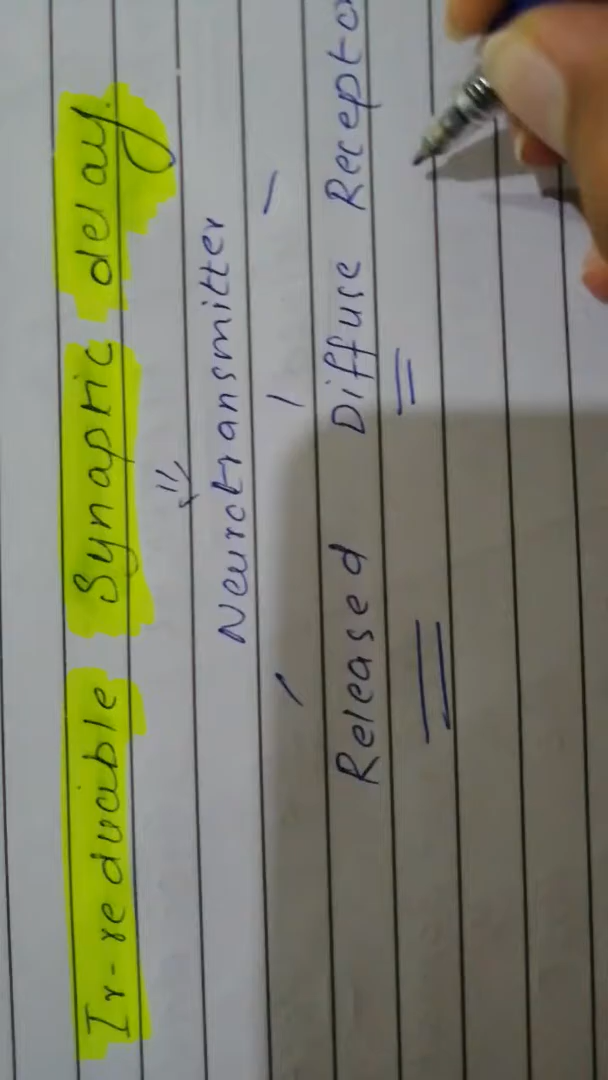 Ir-reducible Synaptic delay.
Neurotransmitter
Released Diffuse Recepto